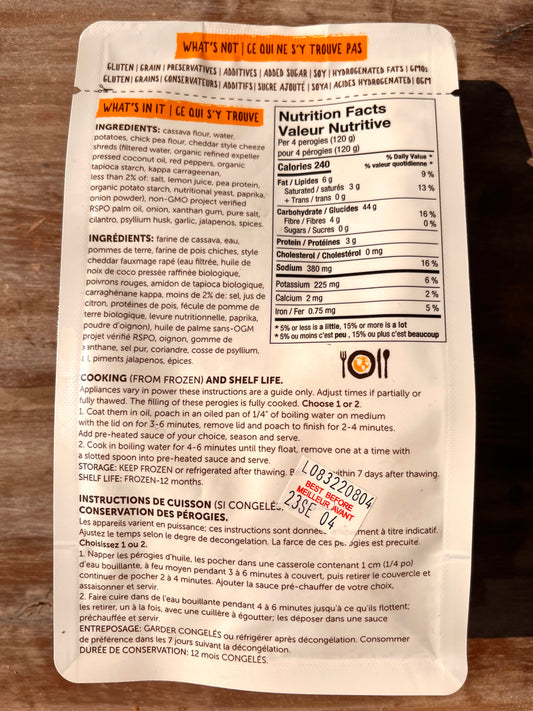 WHAT'S NOT | CE QUI NE S'Y TROUVE PAS
GLUTEN | GRAIN | PRESERVATIVES | ADDITIVES | ADDED SUGAR | SOY | HYDROGENATED FATS | GMOs
GLUTEN | GRAINS | CONSERVATEURS | ADDITIFS | SUCRE AJOUTÉ | SOYA | ACIDES HYDROGENATED | OGM
WHAT'S IN IT | CE QUI S'Y TROUVE
INGREDIENTS: cassava flour, water,
potatoes, chick pea flour, cheddar style cheeze
shreds (filtered water, organic refined expeller
pressed coconut oil, red peppers, organic
tapioca starch, kappa carrageenan,
less than 2% of: salt, lemon juice, pea protein,
organic potato starch, nutritional yeast, paprika,
onion powder), non-GMO project verified
RSPO palm oil, onion, xanthan gum, pure salt,
cilantro, psyllium husk, garlic, jalapenos, spices.
INGRÉDIENTS: farine de cassava, eau,
pommes de terre, farine de pois chiches, style
cheddar fauxmage rapé (eau filtrée, huile de
noix de coco pressée raffinée biologique,
poivrons rouges, amidon de tapioca biologique,
carraghénane kappa, moins de 2% de: sel, jus de
citron, protéines de pois, fécule de pomme de
terre biologique, levure nutritionnelle, paprika,
poudre d'oignon), huile de palme sans-OGM
projet vérifié RSPO, oignon, gomme de
xanthane, sel pur, coriandre, cosse de psyllium,
piments jalapenos, épices.
Nutrition Facts
Valeur Nutritive
Per 4 perogies (120 g)
pour 4 pérogies (120 g)
Calories 240
% Daily Value *
% valeur quotidienne *
Fat / Lipides 6 g 9 %
Saturated / saturés 3 g 13 %
+ Trans / trans 0 g
Carbohydrate / Glucides 44 g
Fibre / Fibres 4 g 16 %
Sugars / Sucres 0 g 0 %
Protein / Protéines 3 g
Cholesterol / Cholestérol 0 mg
Sodium 380 mg 16 %
Potassium 225 mg 6 %
Calcium 2 mg 2 %
Iron / Fer 0.75 mg 5 %
* 5% or less is a little, 15% or more is a lot
* 5% ou moins c'est peu , 15% ou plus c'est beaucoup
COOKING (FROM FROZEN) AND SHELF LIFE.
Appliances vary in power these instructions are a guide only. Adjust times if partially or
fully thawed. The filling of these perogies is fully cooked. Choose 1 or 2.
1. Coat them in oil, poach in an oiled pan of 1/4" of boiling water on medium
with the lid on for 3-6 minutes, remove lid and poach to finish for 2-4 minutes.
Add pre-heated sauce of your choice, season and serve.
2. Cook in boiling water for 4-6 minutes until they float, remove one at a time with
a slotted spoon into pre-heated sauce and serve.
STORAGE: KEEP FROZEN or refrigerated after thawing. within 7 days after thawing.
SHELF LIFE: FROZEN-12 months.
L083220804
BEST BEFORE
MEILLEUR AVANT
23SE 04
INSTRUCTIONS DE CUISSON (SI CONGELÉ
CONSERVATION DES PÉROGIES.
Les appareils varient en puissance; ces instructions sont données à titre indicatif.
Ajustez le temps selon le degre de decongelation. La farce de ces pérogies est precuite.
Choisissez 1 ou 2.
1. Napper les pérogies d'huile, les pocher dans une casserole contenant 1 cm (1/4 po)
d'eau bouillante, à feu moyen pendant 3 à 6 minutes à couvert, puis retirer le couvercle et
continuer de pocher 2 à 4 minutes. Ajouter la sauce pré-chauffer de votre choix,
assaisonner et servir.
2. Faire cuire dans de l'eau bouillante pendant 4 à 6 minutes jusqu'à ce qu'ils flottent;
les retirer, un à la fois, avec une cuillère à égoutter; les déposer dans une sauce
préchauffée et servir.
ENTREPOSAGE: GARDER CONGELÉS ou réfrigérer après décongélation. Consommer
de préférence dans les 7 jours suivant la décongélation.
DURÉE DE CONSERVATION: 12 mois CONGELÉS.